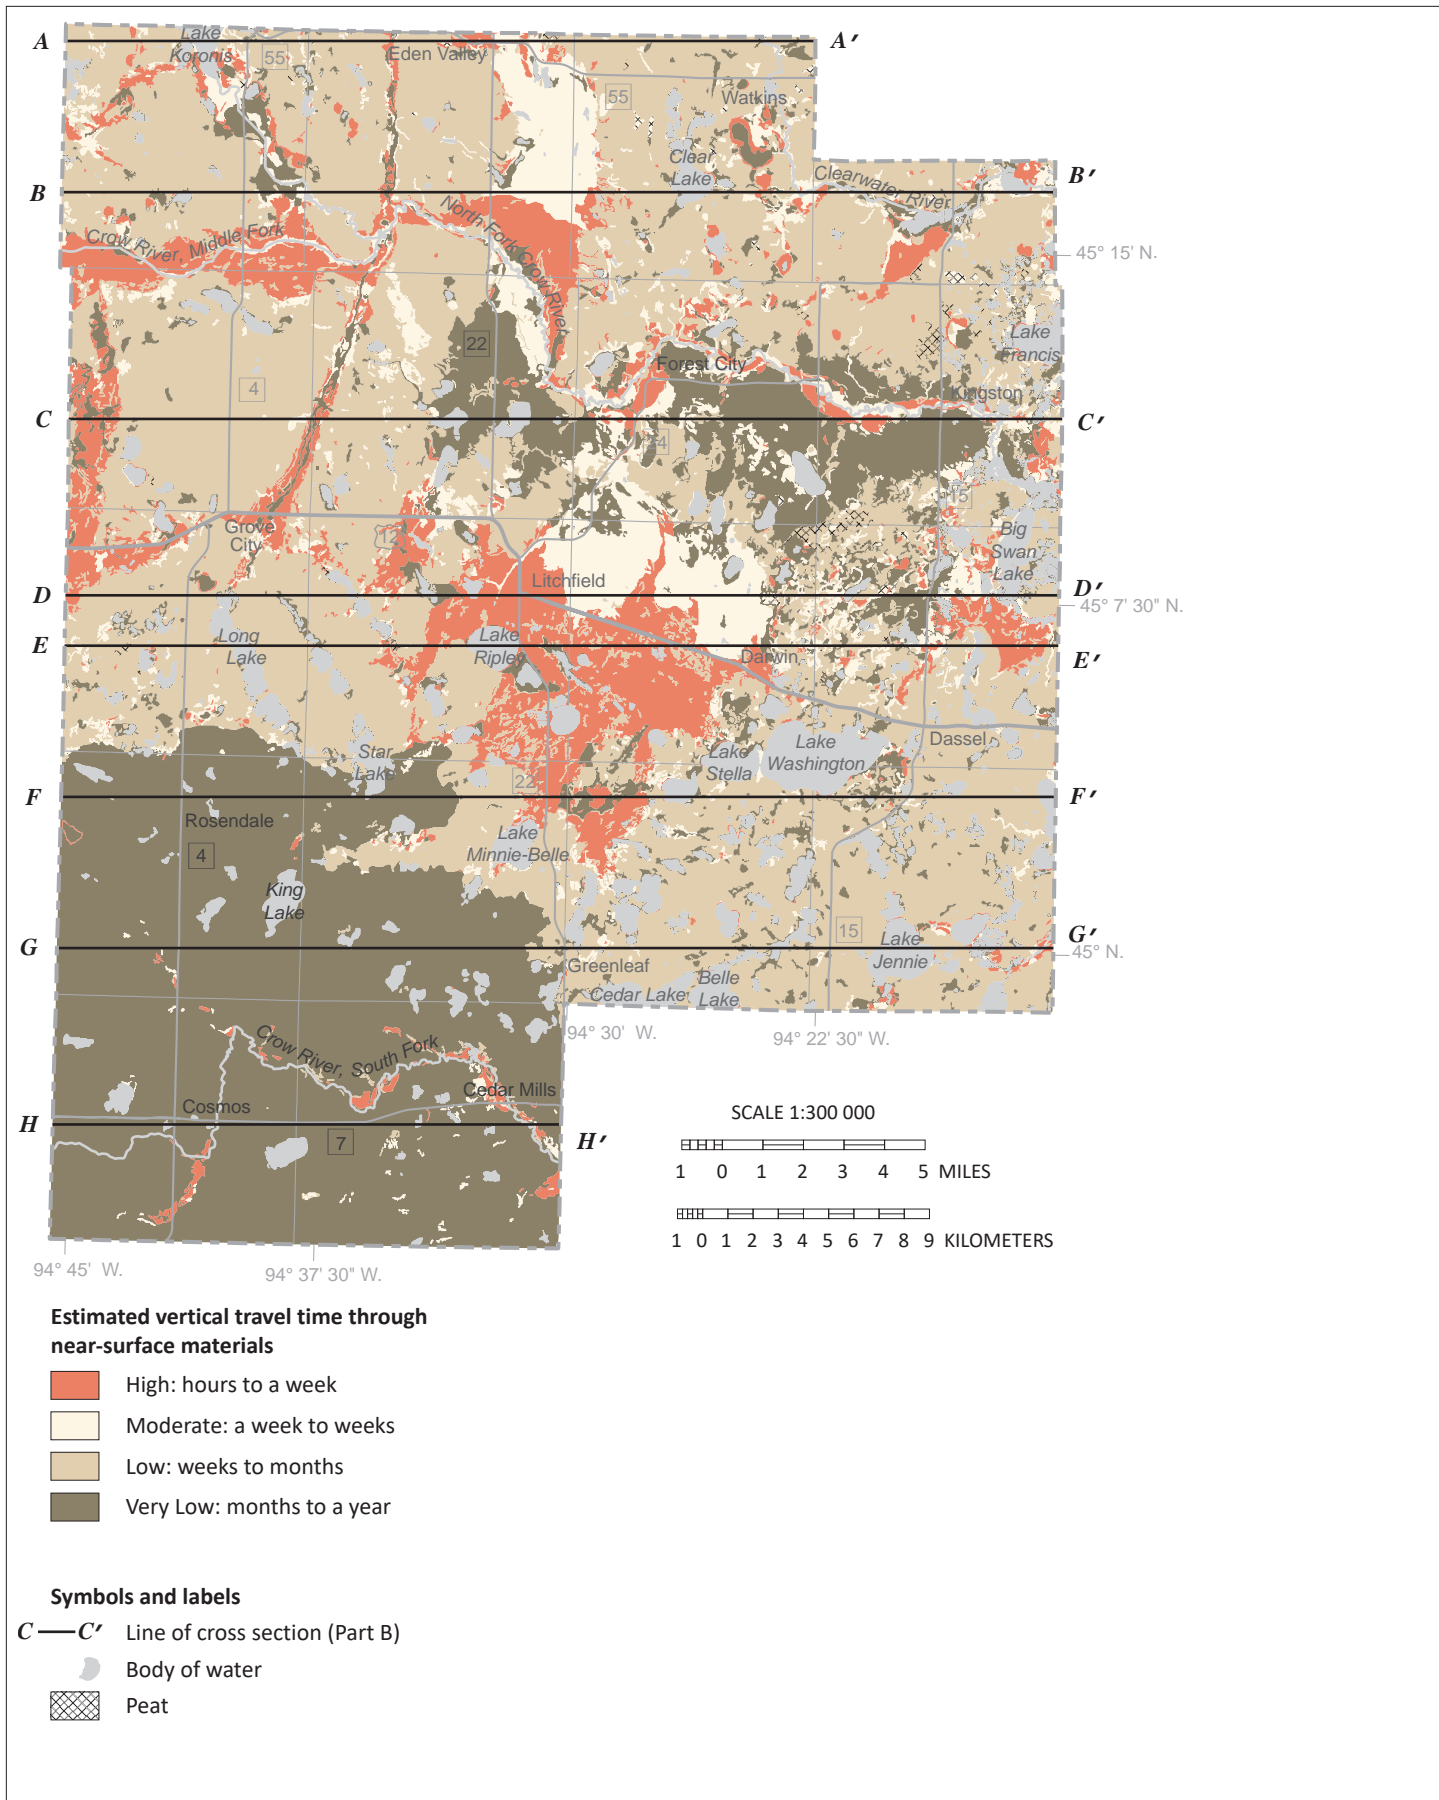 A
A′
Lake
Koronis
55
Eden Valley
55
Watkins
Clear
Lake
B
B′
Clearwater River
North Fork Crow River
Crow River, Middle Fork
45° 15' N.
22
Lake
Francis
4
Forest City
Kingston
C
C′
24
15
Grove
City
12
Big
Swan
Lake
Litchfield
D
D′
45° 7' 30" N.
Long
Lake
Lake
Ripley
E
E′
Darwin
Dassel
Star
Lake
Lake
Stella
Lake
Washington
22
F
F′
Rosendale
4
Lake
Minnie-Belle
King
Lake
15
G
G′
Lake
Jennie
45° N.
Greenleaf
Cedar Lake
Belle
Lake
94° 30' W.
94° 22' 30" W.
Crow River, South Fork
Cedar Mills
Cosmos
H
H′
7
SCALE 1:300 000
1 0 1 2 3 4 5 MILES
1 0 1 2 3 4 5 6 7 8 9 KILOMETERS
94° 45' W.
94° 37' 30" W.
Estimated vertical travel time through
near-surface materials
High: hours to a week
Moderate: a week to weeks
Low: weeks to months
Very Low: months to a year
Symbols and labels
C C′ Line of cross section (Part B)
Body of water
Peat